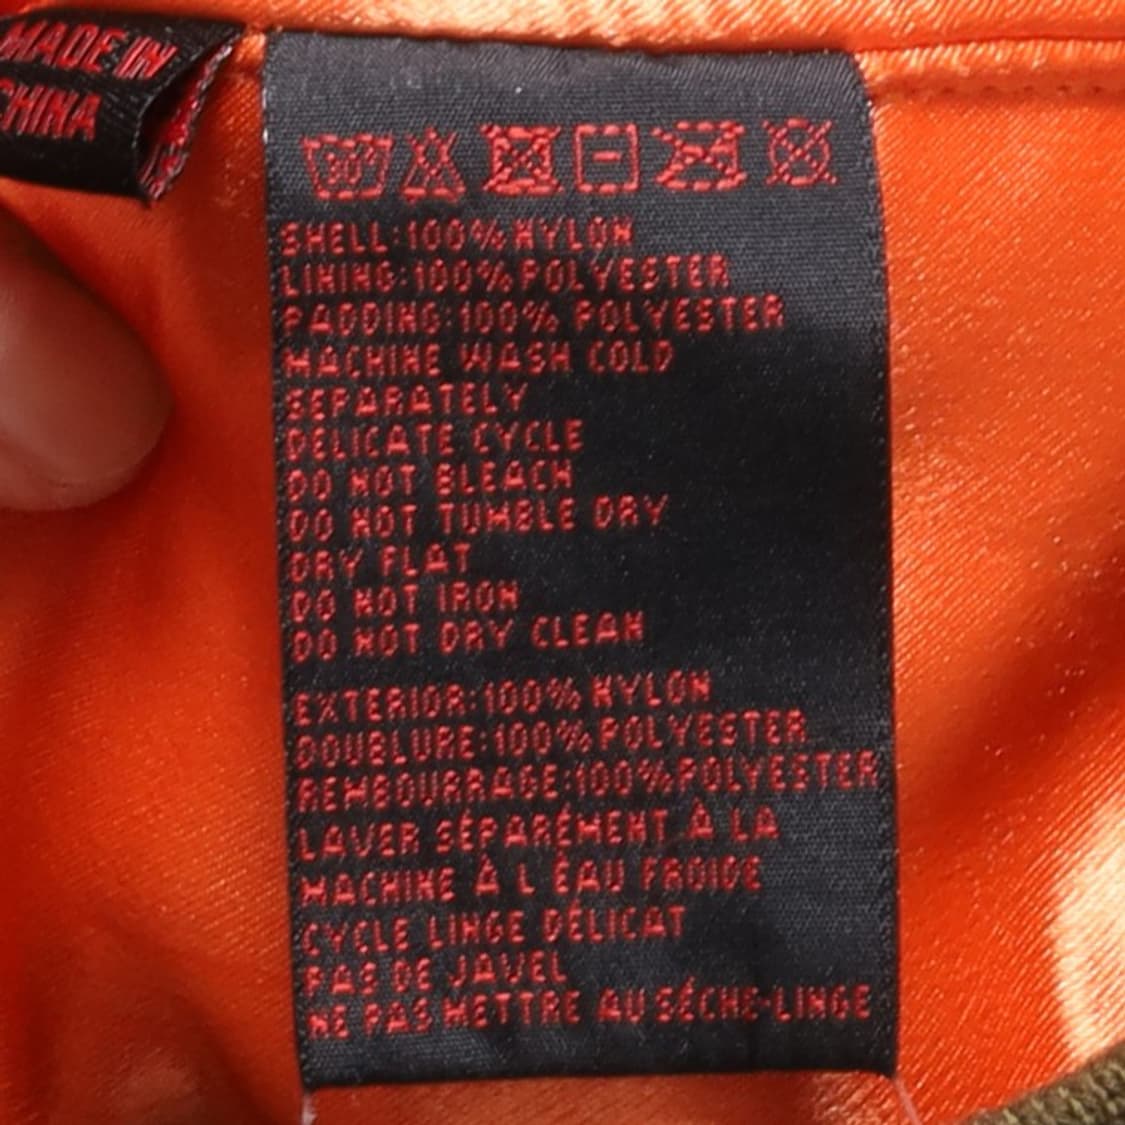 MADE IN
CHINA
30°
SHELL:100% NYLON
LINING:100% POLYESTER
PADDING:100% POLYESTER
MACHINE WASH COLD
SEPARATELY
DELICATE CYCLE
DO NOT BLEACH
DO NOT TUMBLE DRY
DRY FLAT
DO NOT IRON
DO NOT DRY CLEAN
EXTERIOR:100% NYLON
DOUBLURE:100% POLYESTER
REMBOURRAGE:100% POLYESTER
LAVER SÉPARÉMENT À LA
MACHINE À L ÉAU FROIDE
CYCLE LINGE DÉLICAT
PAS DE JAVEL
NE PAS METTRE AU SÉCHE-LINGE